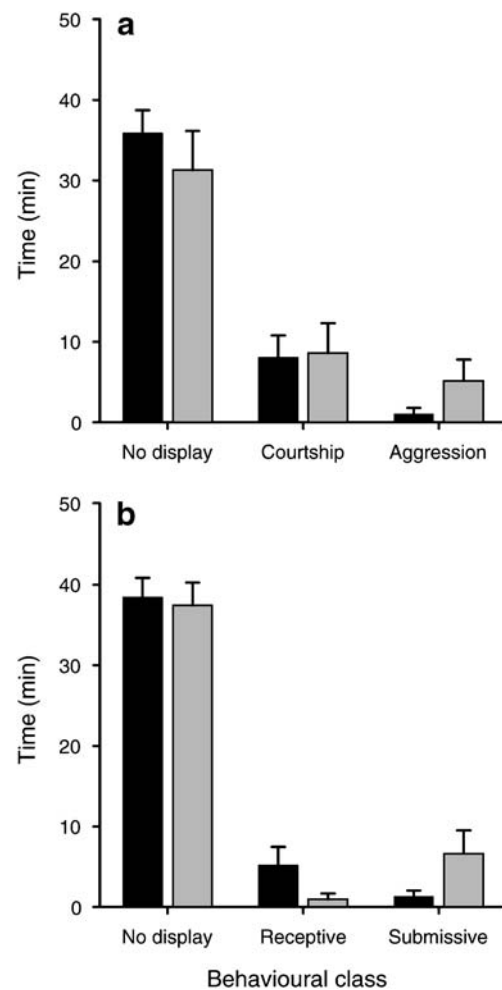 a
50
40
30
20
10
0
Time (min)
No display Courtship Aggression
b
50
40
30
20
10
0
Time (min)
No display Receptive Submissive
Behavioural class